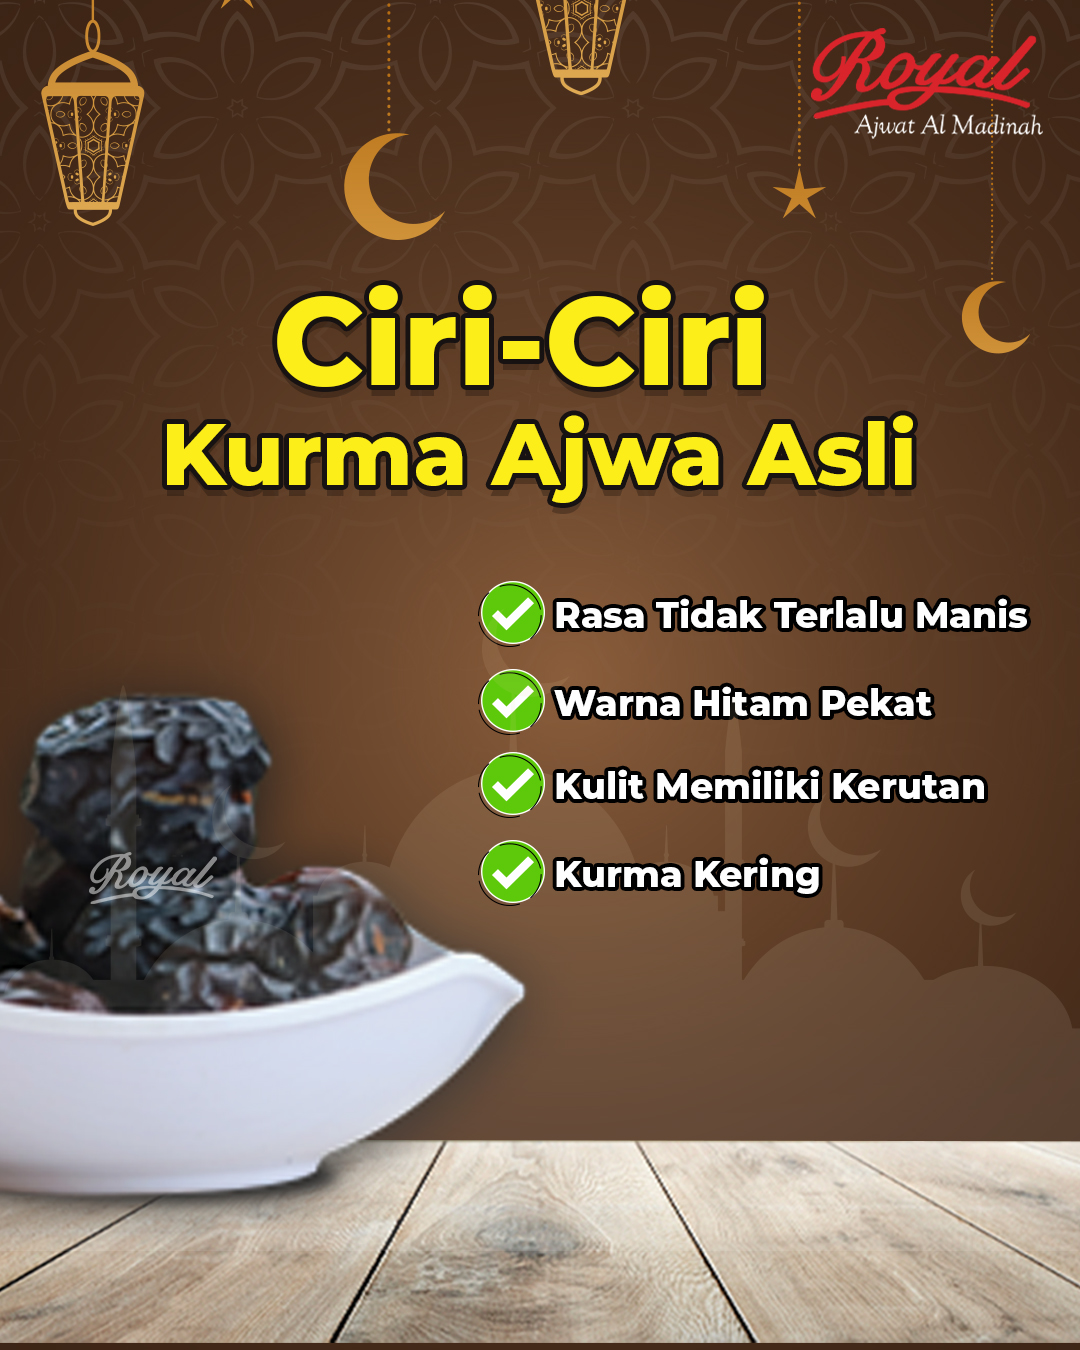 Royal
Ajwat Al Madinah
Ciri-Ciri
Kurma Ajwa Asli
Rasa Tidak Terlalu Manis
Warna Hitam Pekat
Kulit Memiliki Kerutan
Kurma Kering
Royal